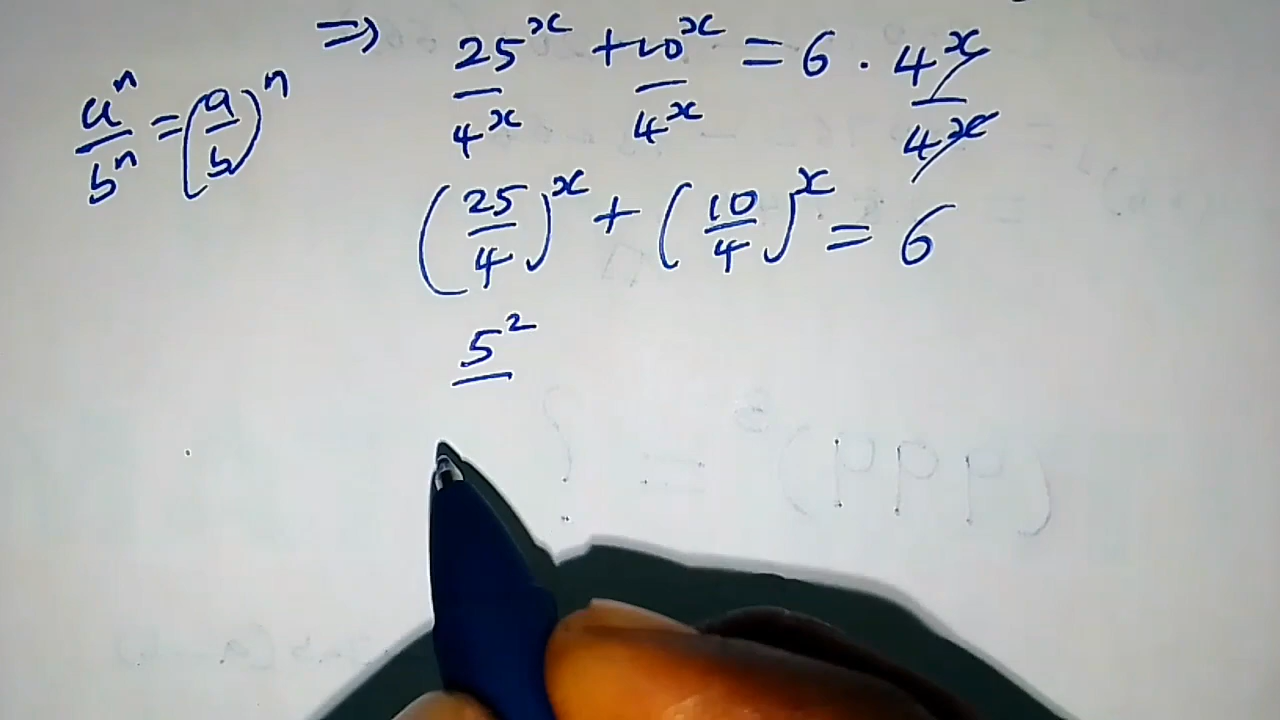 ⇒ 25^x/4^x + 10^x/4^x = 6 · 4^x/4^x
a^n/b^n = (a/b)^n
(25/4)^x + (10/4)^x = 6
5^2